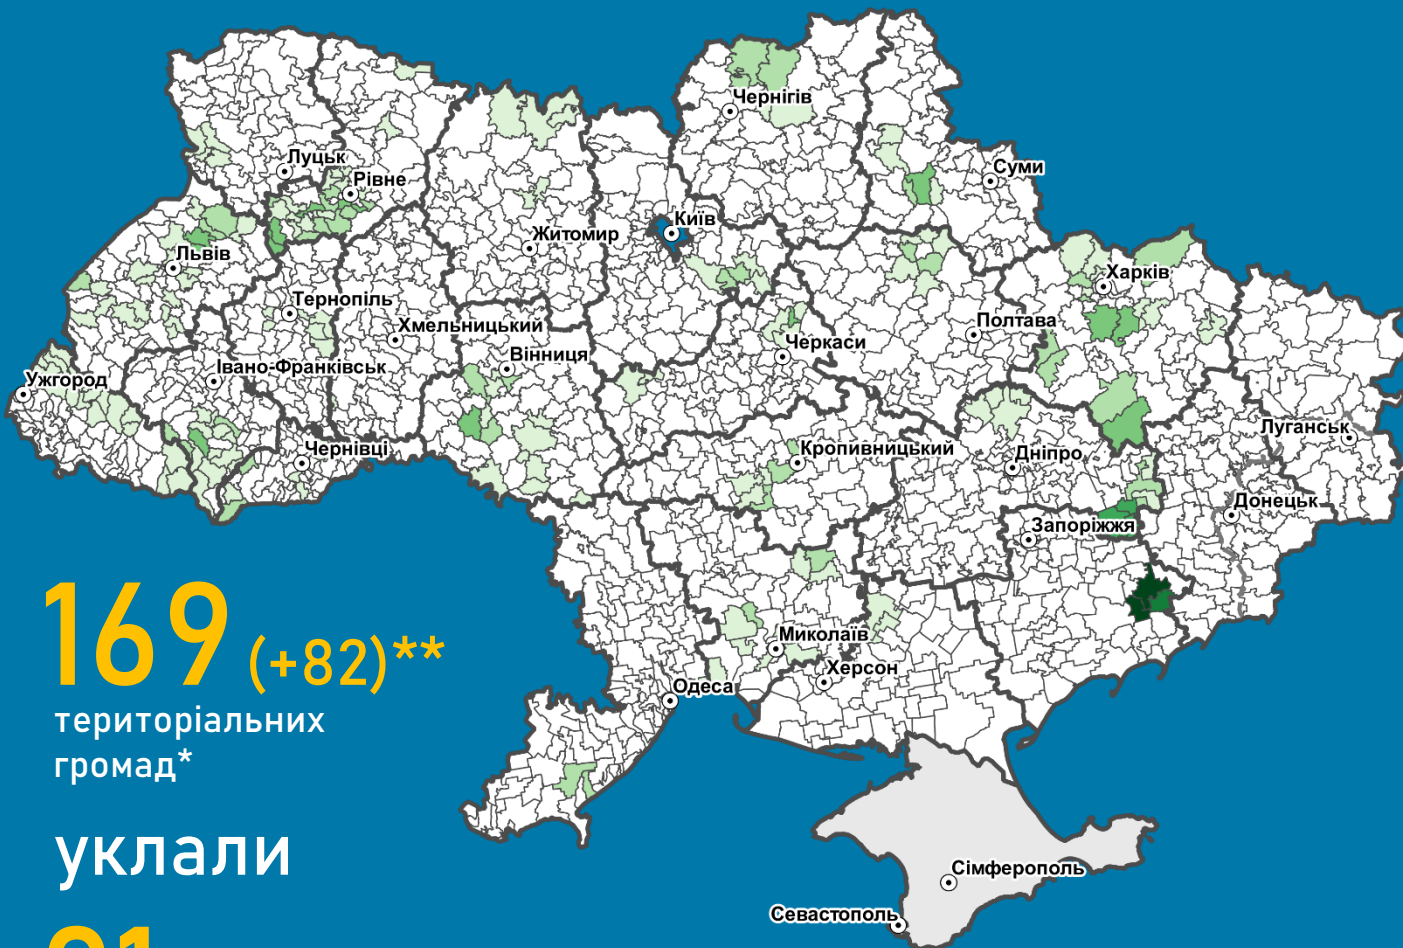 Чернігів
Луцьк
Рівне
Суми
Київ
Житомир
Львів
Харків
Тернопіль
Хмельницький
Полтава
Черкаси
Вінниця
Івано-Франківськ
Ужгород
Луганськ
Чернівці
Кропивницький
Дніпро
Донецьк
Запоріжжя
Миколаїв
Херсон
Одеса
Сімферополь
Севастополь
169 (+82)**
територіальних
громад*
уклали